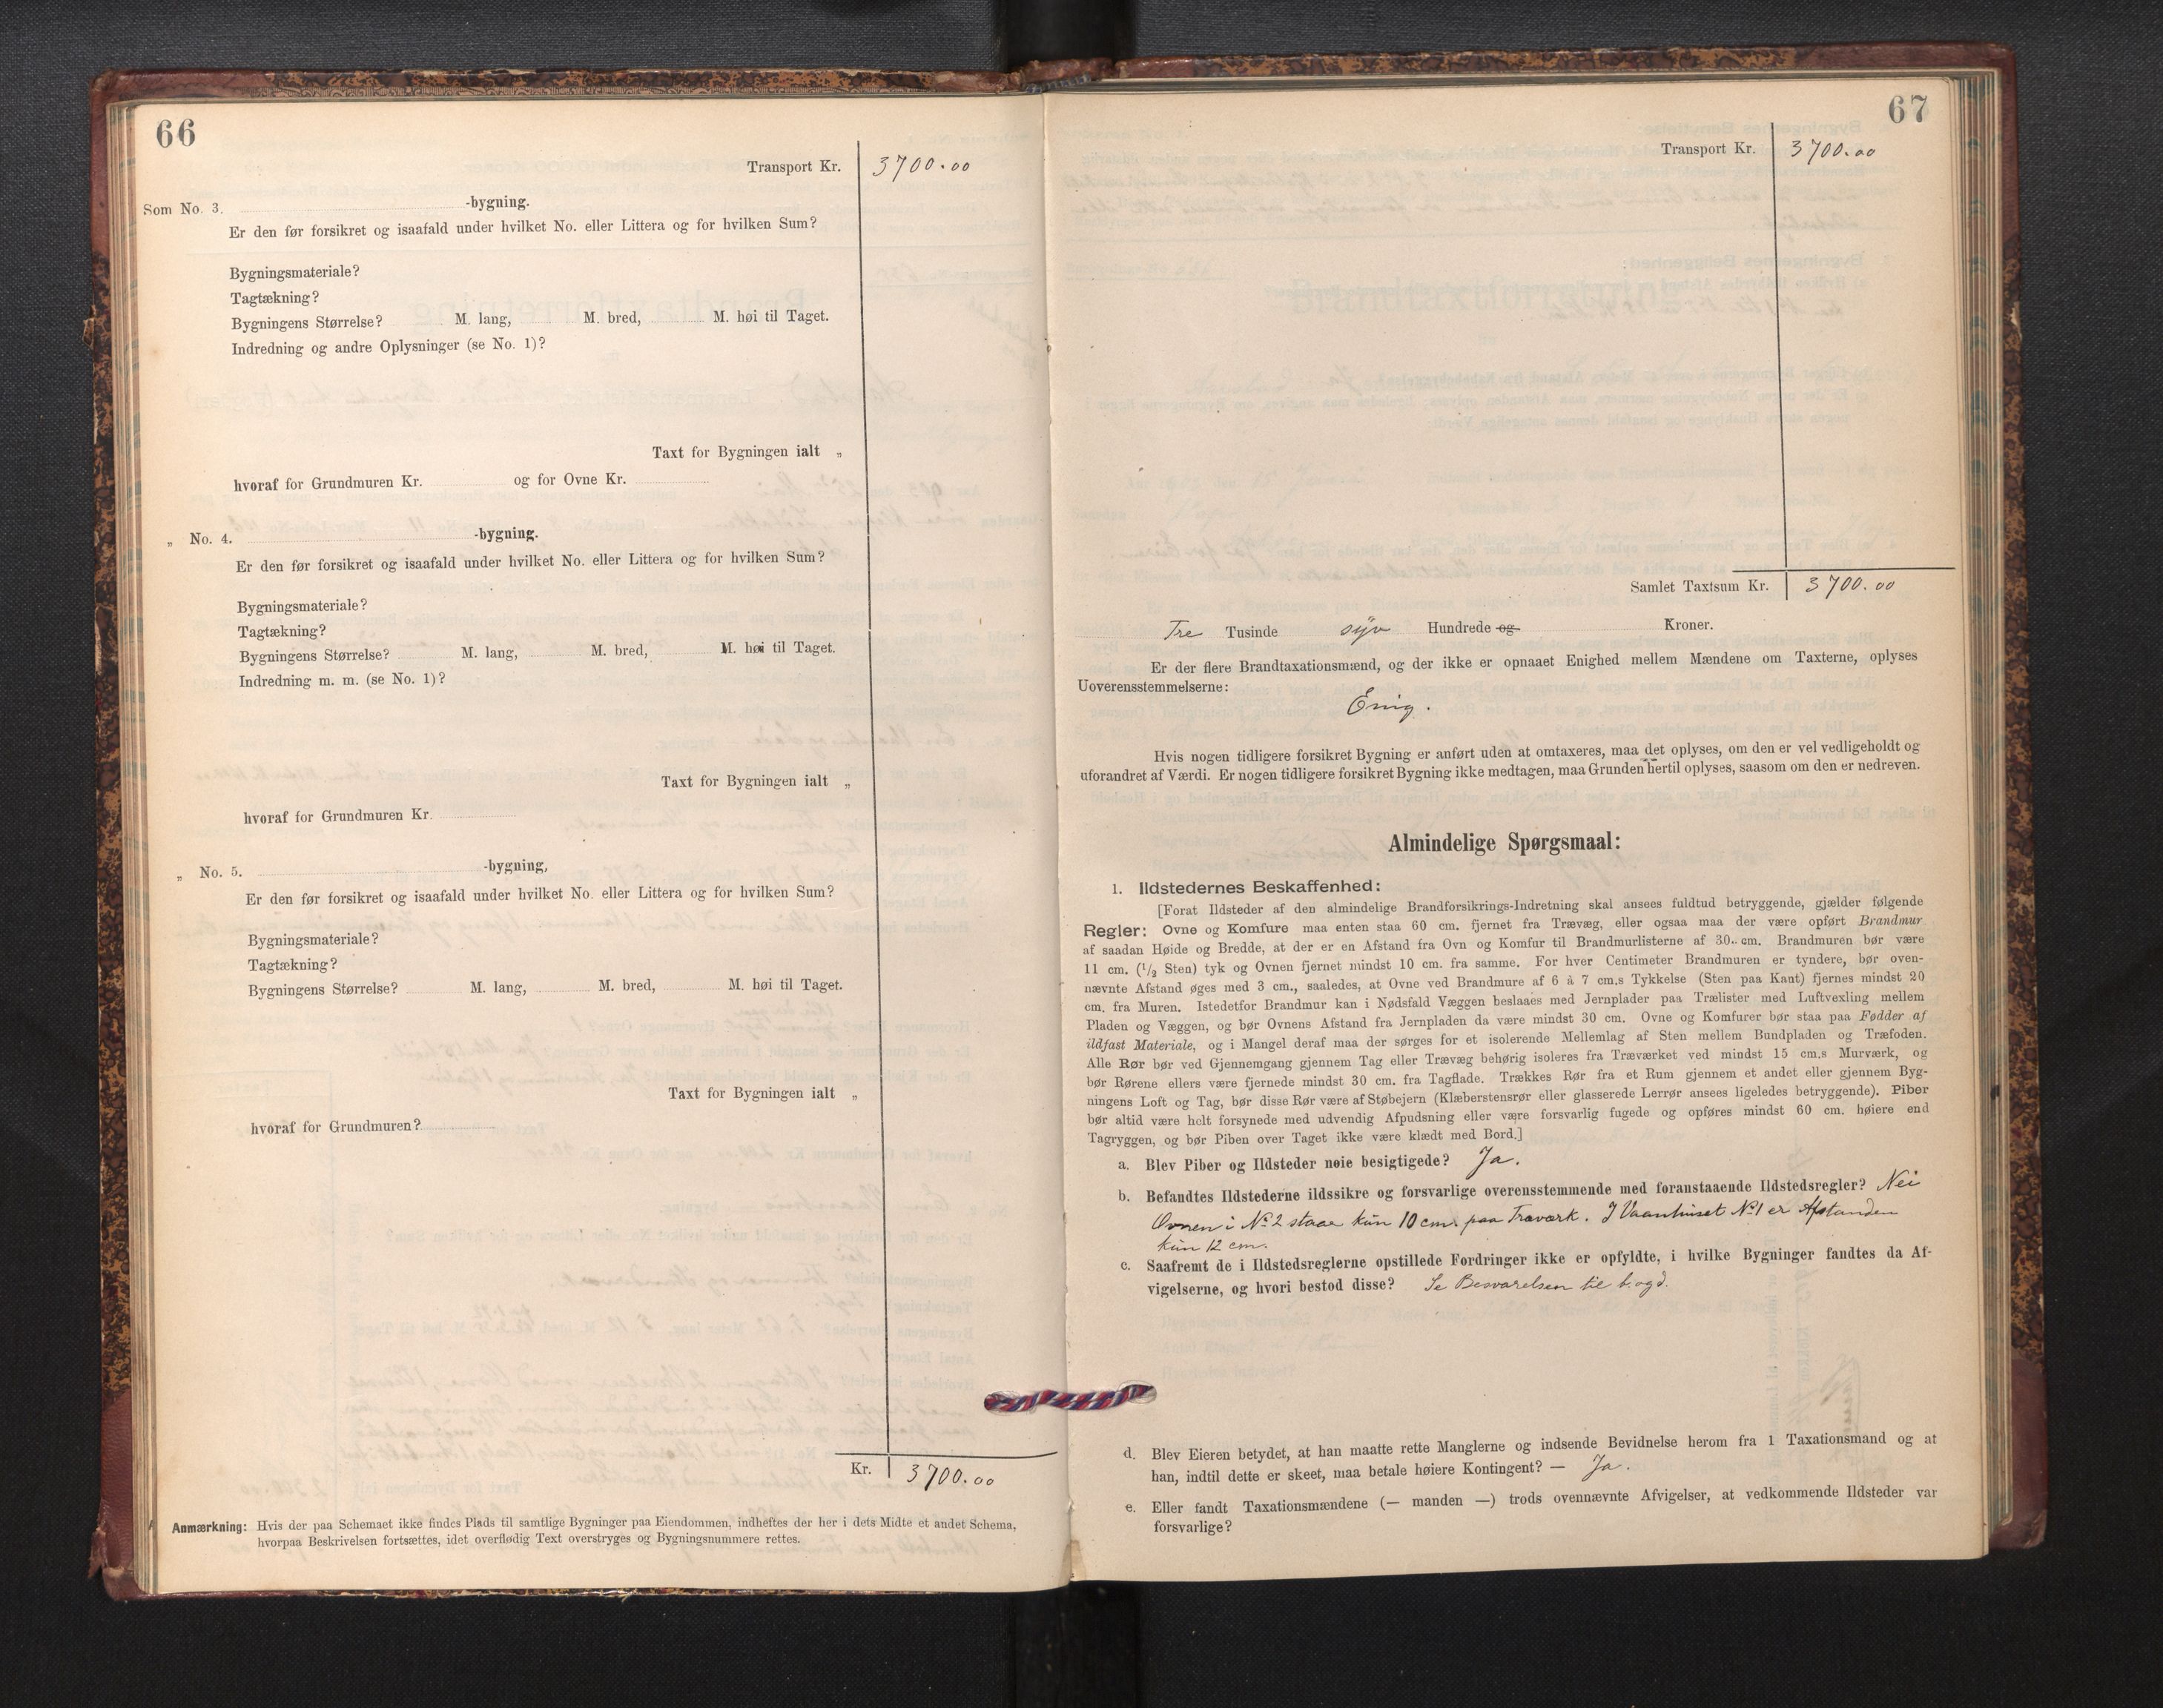 66
Transport Kr. 3700.00
Som No. 3. -bygning.
Er den før forsikret og isaafald under hvilket No. eller Littera og for hvilken Sum?
Bygningsmateriale?
Tagtækning?
Bygningens Størrelse? M. lang, M. bred, M. høi til Taget.
Indredning og andre Oplysninger (se No. 1)?
Taxt for Bygningen ialt „
hvoraf for Grundmuren Kr. og for Ovne Kr.
„ No. 4. -bygning.
Er den før forsikret og isaafald under hvilket No. eller Littera og for hvilken Sum?
Bygningsmateriale?
Tagtækning?
Bygningens Størrelse? M. lang, M. bred, M. høi til Taget.
Indredning m. m. (se No. 1)?
Taxt for Bygningen ialt „
hvoraf for Grundmuren Kr.
„ No. 5. -bygning,
Er den før forsikret og isaafald under hvilket No. eller Littera og for hvilken Sum?
Bygningsmateriale?
Tagtækning?
Bygningens Størrelse? M. lang, M. bred, M. høi til Taget.
Taxt for Bygningen ialt „
hvoraf for Grundmuren?
Kr. 3700.00
Anmærkning: Hvis der paa Schemaet ikke findes Plads til samtlige Bygninger paa Eiendommen, indheftes der her i dets Midte et andet Schema,
hvorpaa Beskrivelsen fortsættes, idet overflødig Text overstryges og Bygningsnummere rettes.
67
Transport Kr. 3700.00
Samlet Taxtsum Kr. 3700.00
Tre Tusinde syv Hundrede og Kroner.
Er der flere Brandtaxationsmænd, og der ikke er opnaaet Enighed mellem Mændene om Taxterne, oplyses
Uoverensstemmelserne:
Enig.
Hvis nogen tidligere forsikret Bygning er anført uden at omtaxeres, maa det oplyses, om den er vel vedligeholdt og
uforandret af Værdi. Er nogen tidligere forsikret Bygning ikke medtagen, maa Grunden hertil oplyses, saasom om den er nedreven.
Almindelige Spørgsmaal:
1. Ildstedernes Beskaffenhed:
[Forat Ildsteder af den almindelige Brandforsikrings-Indretning skal ansees fuldtud betryggende, gjælder følgende
Regler: Ovne og Komfure maa enten staa 60 cm. fjernet fra Trævæg, eller ogsaa maa der være opført Brandmur
af saadan Høide og Bredde, at der er en Afstand fra Ovn og Komfur til Brandmurlisterne af 30 cm. Brandmuren bør være
11 cm. (1/2 Sten) tyk og Ovnen fjernet mindst 10 cm. fra samme. For hver Centimeter Brandmuren er tyndere, bør oven-
nævnte Afstand øges med 3 cm., saaledes, at Ovne ved Brandmure af 6 à 7 cm.s Tykkelse (Sten paa Kant) fjernes mindst 20
cm. fra Muren. Istedetfor Brandmur kan i Nødsfald Væggen beslaaes med Jernplader paa Trælister med Luftvexling mellem
Pladen og Væggen, og bør Ovnens Afstand fra Jernpladen da være mindst 30 cm. Ovne og Komfurer bør staa paa Fødder af
ildfast Materiale, og i Mangel deraf maa der sørges for et isolerende Mellemlag af Sten mellem Bundpladen og Træfoden.
Alle Rør bør ved Gjennemgang gjennem Tag eller Trævæg behørig isoleres fra Træværket ved mindst 15 cm.s Murværk, og
bør Rørene ellers være fjernede mindst 30 cm. fra Tagflade. Trækkes Rør fra et Rum gjennem et andet eller gjennem Byg-
ningens Loft og Tag, bør disse Rør være af Støbejern (Klæberstensrør eller glasserede Lerrør ansees ligeledes betryggende). Piber
bør altid være helt forsynede med udvendig Afpudsning eller være forsvarlig fugede og opføres mindst 60 cm. høiere end
Tagryggen, og bør Piben over Taget ikke være klædt med Bord.]
a. Blev Piber og Ildsteder nøie besigtigede? Ja.
b. Befandtes Ildstederne ildssikre og forsvarlige overensstemmende med foranstaaende Ildstedsregler? Nei
Ovnen i No 2 staar kun 10 cm. paa Træværk. I Vaanhuset No 1 er Afstanden
kun 12 cm.
c. Saafremt de i Ildstedsreglerne opstillede Fordringer ikke er opfyldte, i hvilke Bygninger fandtes da Af-
vigelserne, og hvori bestod disse? Se Besvarelsen til b. og d.
d. Blev Eieren betydet, at han maatte rette Manglerne og indsende Bevidnelse herom fra 1 Taxationsmand og at
han, indtil dette er skeet, maa betale høiere Kontingent? — Ja.
e. Eller fandt Taxationsmændene (— manden —) trods ovennævnte Afvigelser, at vedkommende Ildsteder var
forsvarlige?